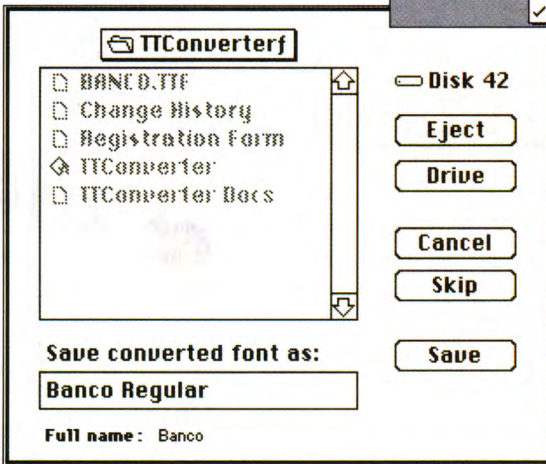 TTConverterƒ
BANCO.TTF
Change History
Registration Form
TTConverter
TTConverter Docs
Disk 42
Eject
Drive
Cancel
Skip
Save converted font as:
Save
Banco Regular
Full name: Banco